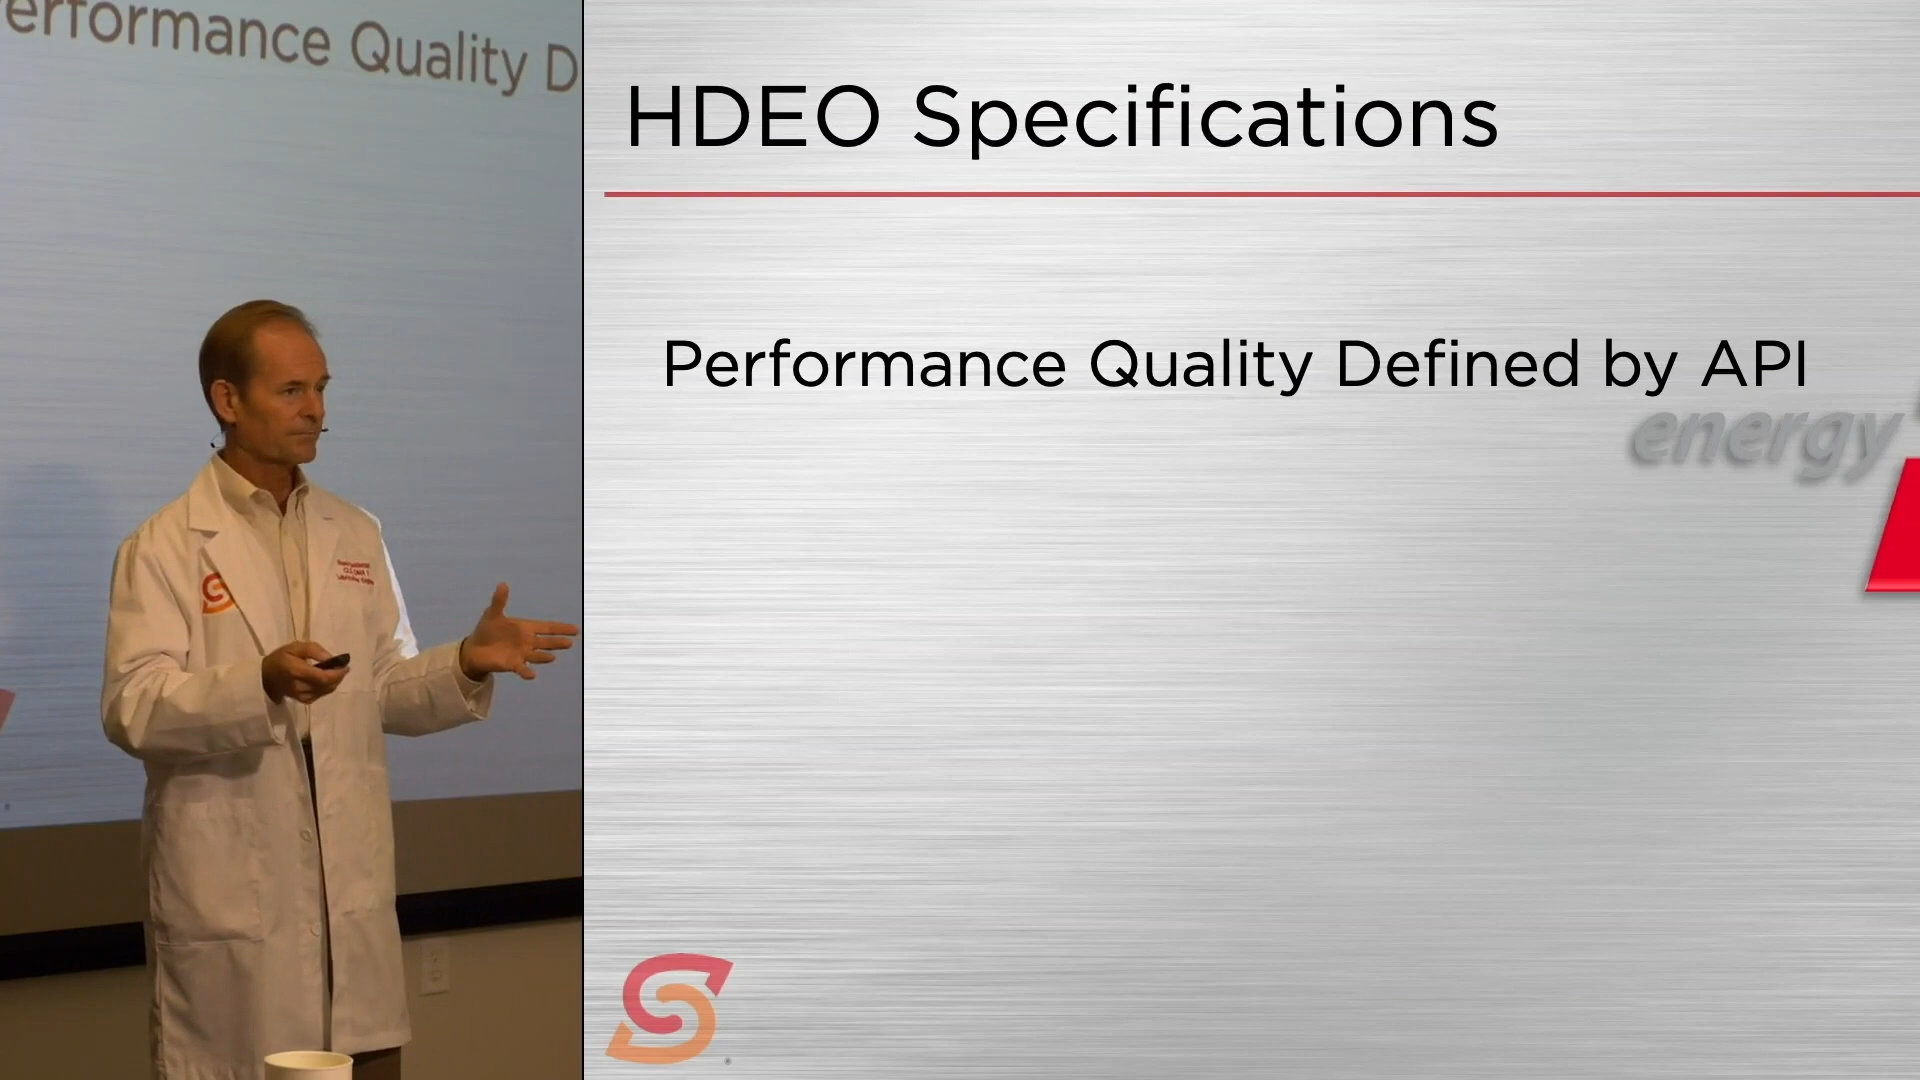 erformance Quality D
HDEO Specifications
Performance Quality Defined by API
energy